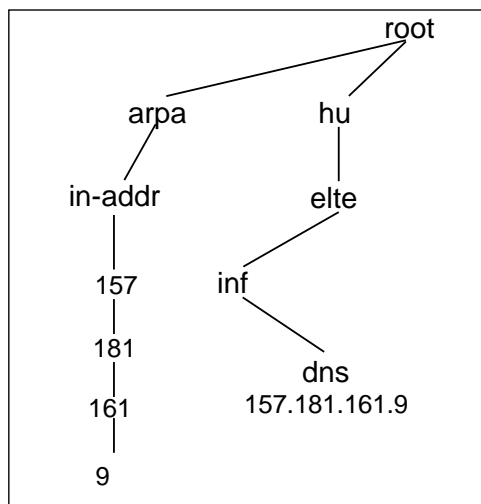 root
arpa
hu
in-addr
elte
157
inf
181
dns
161
157.181.161.9
9